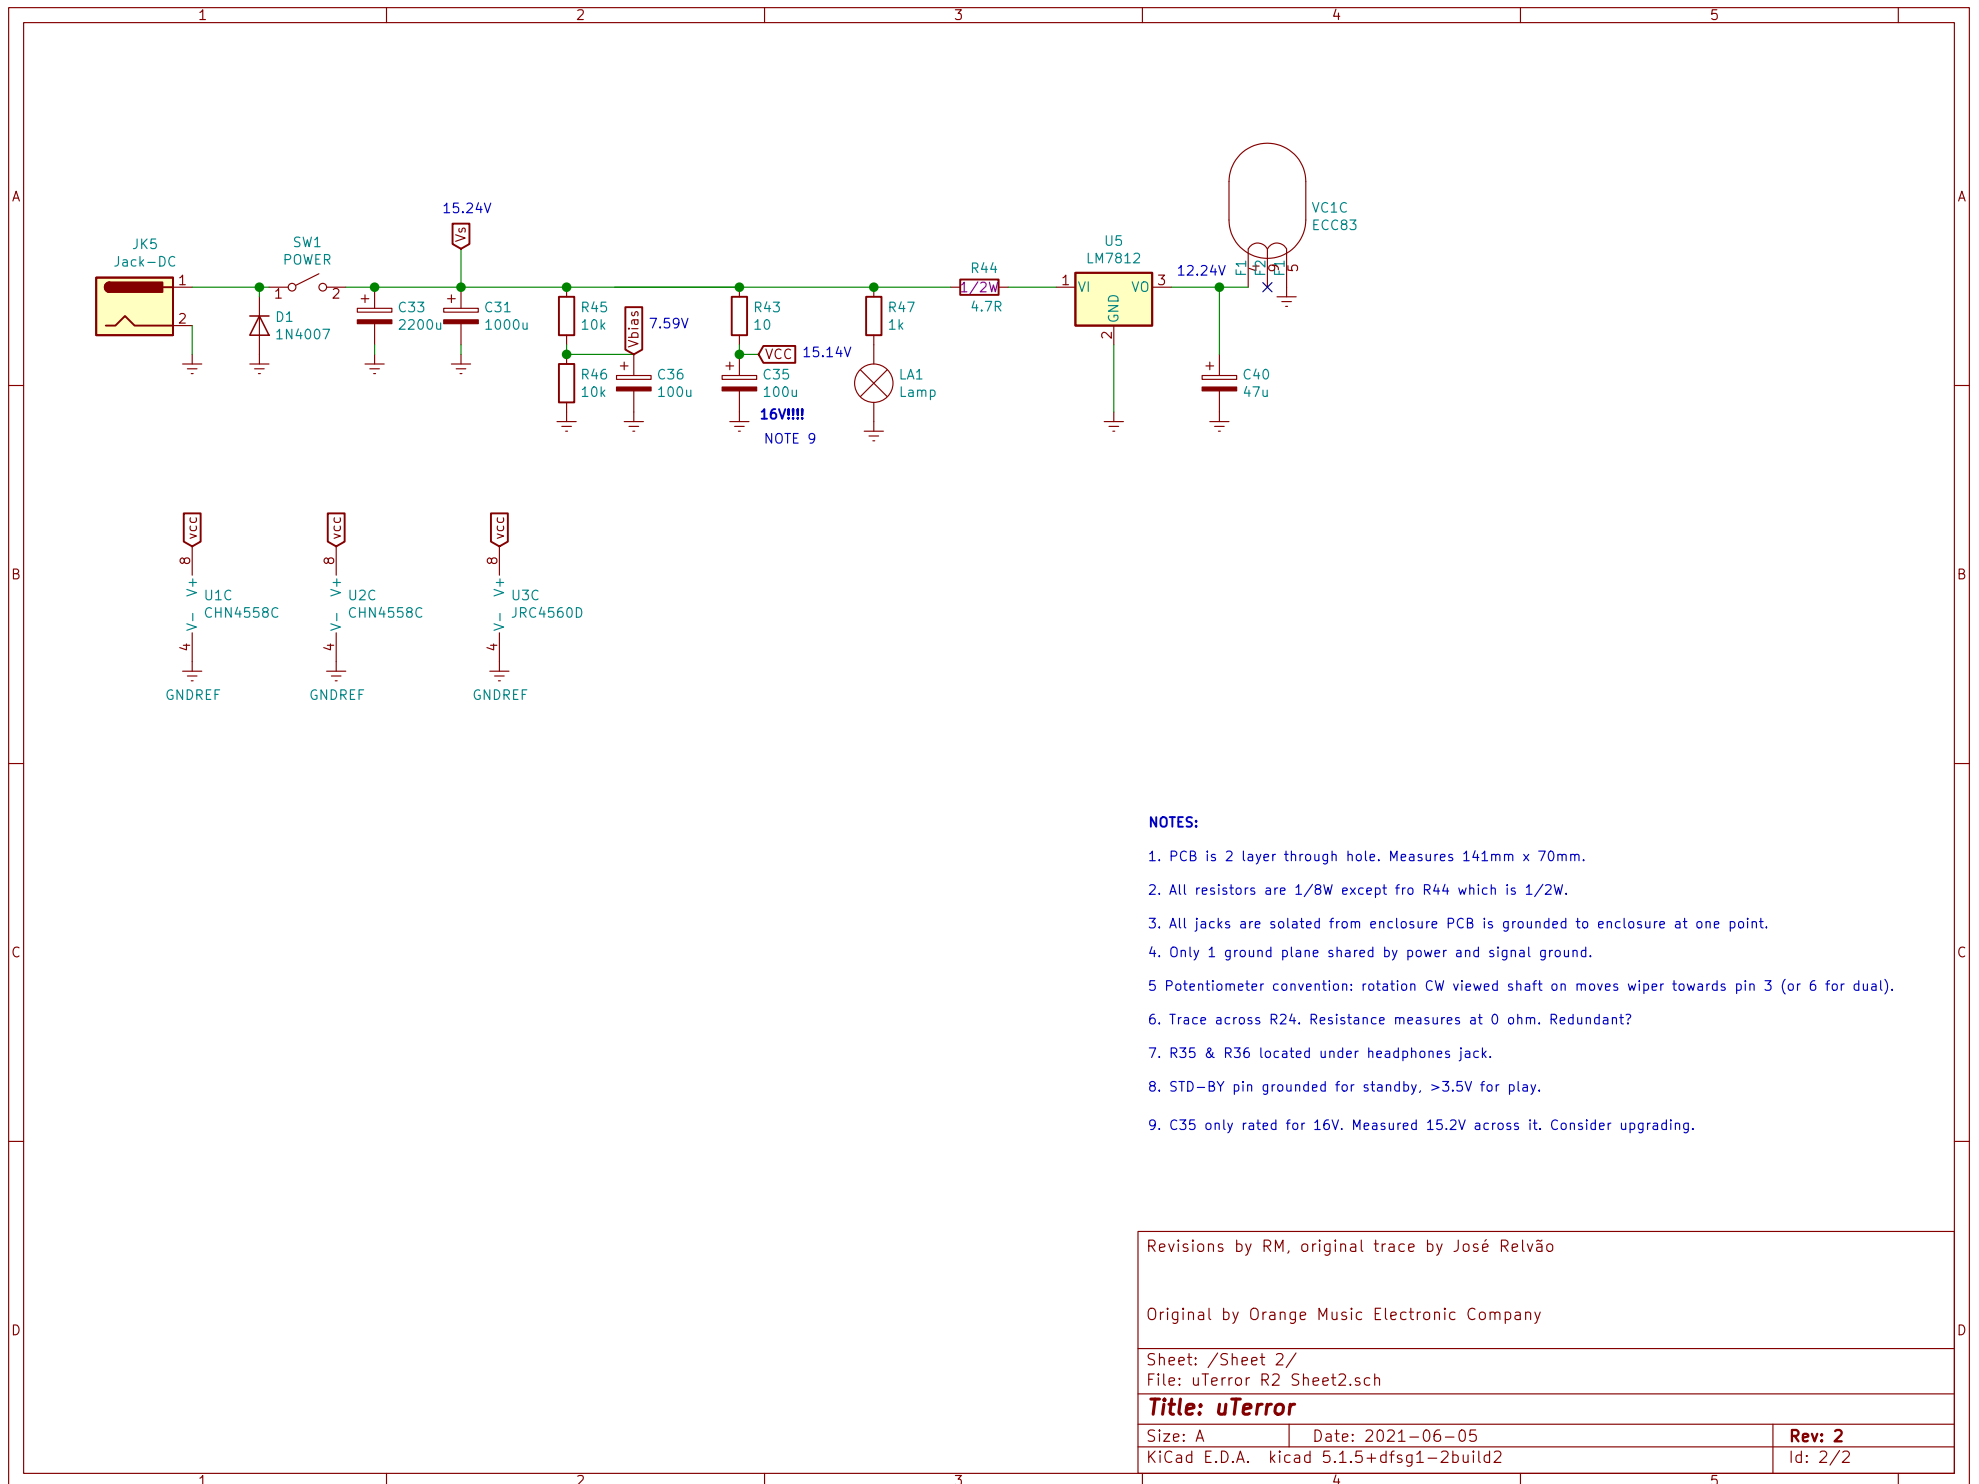 1 2 3 4 5
A A
15.24V
Vs
JK5
Jack-DC
1
2
SW1
POWER
1 2
D1
1N4007
+
C33
2200u
+
C31
1000u
R45
10k
R46
10k
Vbias
7.59V
+
C36
100u
R43
10
VCC
15.14V
+
C35
100u
16V!!!!
NOTE 9
R47
1k
LA1
Lamp
R44
1/2W
4.7R
U5
LM7812
1 VI VO 3
GND
2
12.24V
+
C40
47u
VC1C
ECC83
F1 F2 F1
4 9 5
B B
VCC
8
V+
V-
4
U1C
CHN4558C
GNDREF
VCC
8
V+
V-
4
U2C
CHN4558C
GNDREF
VCC
8
V+
V-
4
U3C
JRC4560D
GNDREF
C C
NOTES:
1. PCB is 2 layer through hole. Measures 141mm x 70mm.
2. All resistors are 1/8W except fro R44 which is 1/2W.
3. All jacks are solated from enclosure PCB is grounded to enclosure at one point.
4. Only 1 ground plane shared by power and signal ground.
5 Potentiometer convention: rotation CW viewed shaft on moves wiper towards pin 3 (or 6 for dual).
6. Trace across R24. Resistance measures at 0 ohm. Redundant?
7. R35 & R36 located under headphones jack.
8. STD-BY pin grounded for standby, >3.5V for play.
9. C35 only rated for 16V. Measured 15.2V across it. Consider upgrading.
D D
Revisions by RM, original trace by José Relvão
Original by Orange Music Electronic Company
Sheet: /Sheet 2/
File: uTerror R2 Sheet2.sch
Title: uTerror
Size: A Date: 2021-06-05 Rev: 2
KiCad E.D.A. kicad 5.1.5+dfsg1-2build2 Id: 2/2
1 2 3 4 5